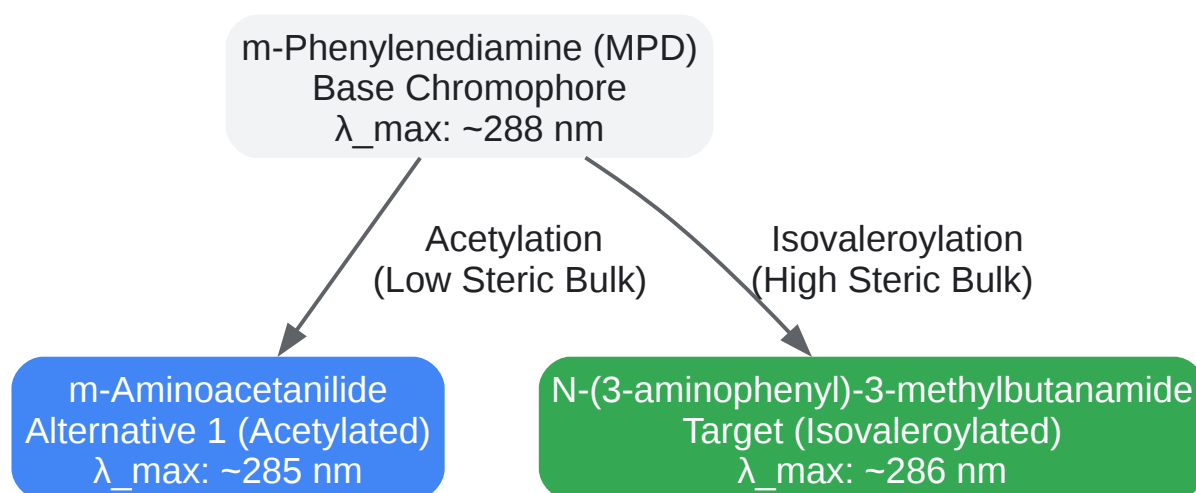 m-Phenylenediamine (MPD)
Base Chromophore
λ_max: ~288 nm
Acetylation
(Low Steric Bulk)
Isovaleroylation
(High Steric Bulk)
m-Aminoacetanilide
Alternative 1 (Acetylated)
λ_max: ~285 nm
N-(3-aminophenyl)-3-methylbutanamide
Target (Isovaleroylated)
λ_max: ~286 nm